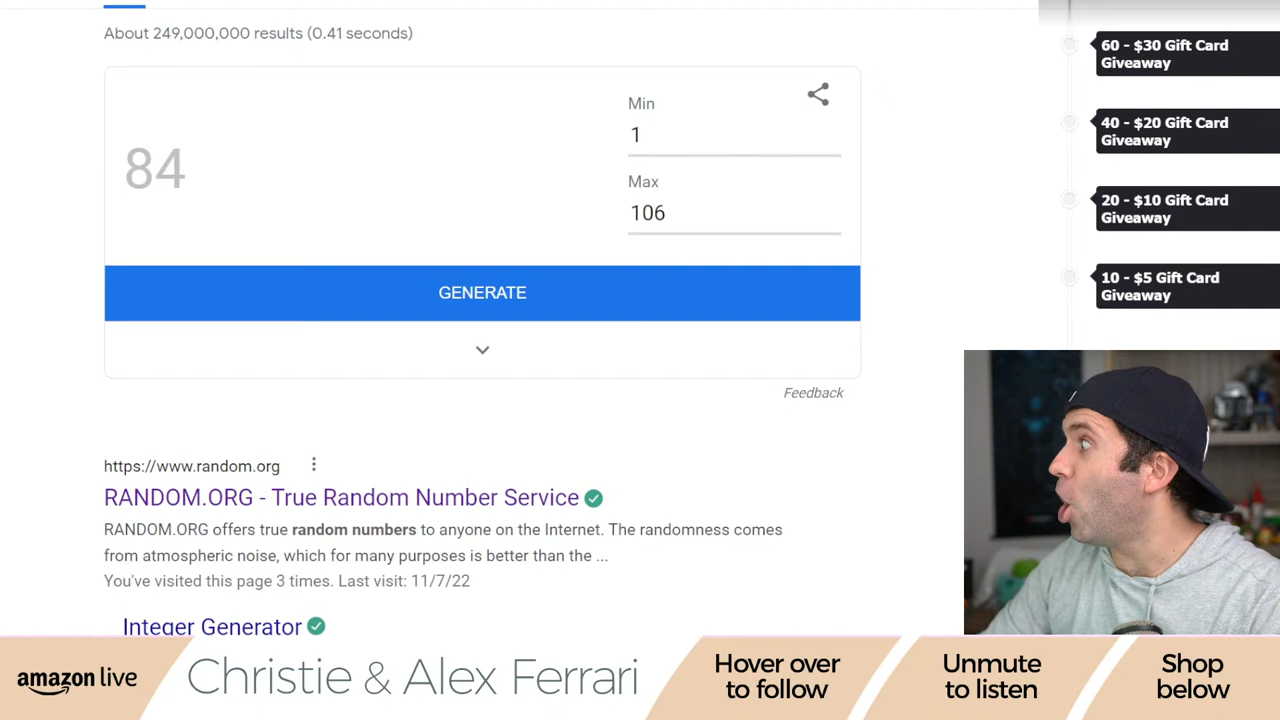 About 249,000,000 results (0.41 seconds)
84
Min
1
Max
106
GENERATE
Feedback
https://www.random.org
RANDOM.ORG - True Random Number Service
RANDOM.ORG offers true random numbers to anyone on the Internet. The randomness comes
from atmospheric noise, which for many purposes is better than the ...
You've visited this page 3 times. Last visit: 11/7/22
Integer Generator
60 - $30 Gift Card
Giveaway
40 - $20 Gift Card
Giveaway
20 - $10 Gift Card
Giveaway
10 - $5 Gift Card
Giveaway
amazon live
Christie & Alex Ferrari
Hover over
to follow
Unmute
to listen
Shop
below